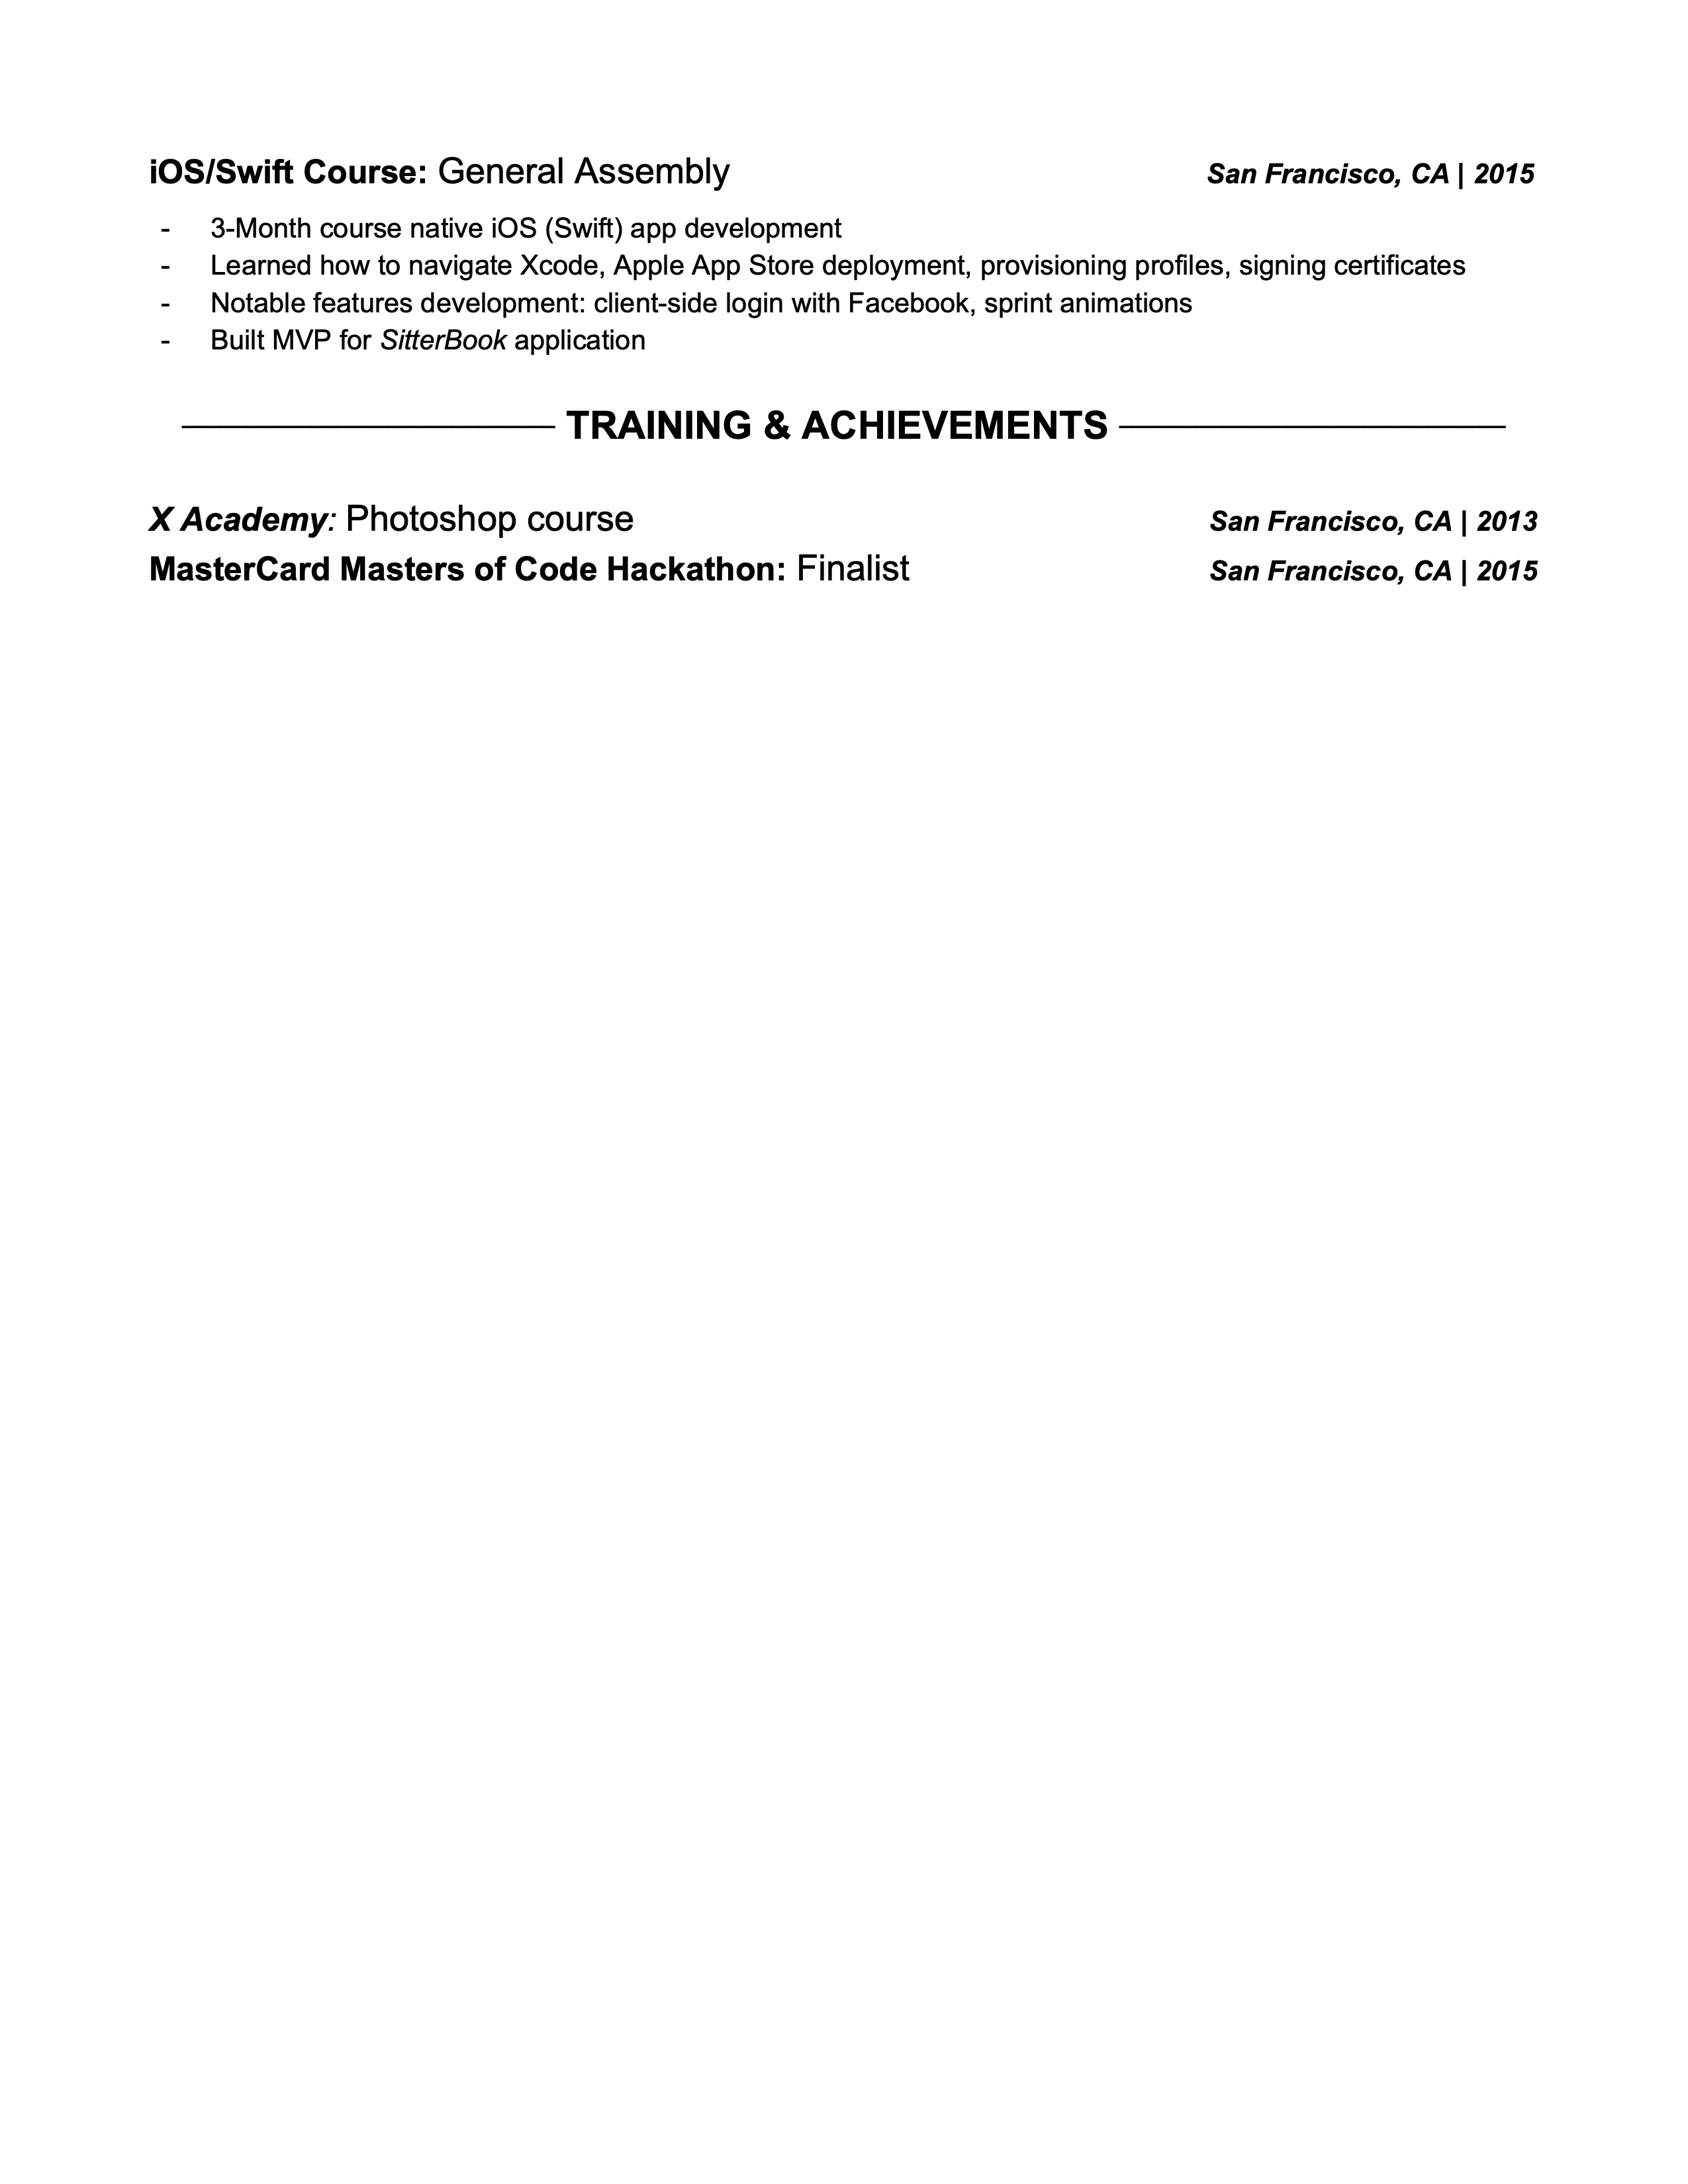 iOS/Swift Course: General Assembly San Francisco, CA | 2015
- 3-Month course native iOS (Swift) app development
- Learned how to navigate Xcode, Apple App Store deployment, provisioning profiles, signing certificates
- Notable features development: client-side login with Facebook, sprint animations
- Built MVP for SitterBook application
TRAINING & ACHIEVEMENTS
X Academy: Photoshop course San Francisco, CA | 2013
MasterCard Masters of Code Hackathon: Finalist San Francisco, CA | 2015